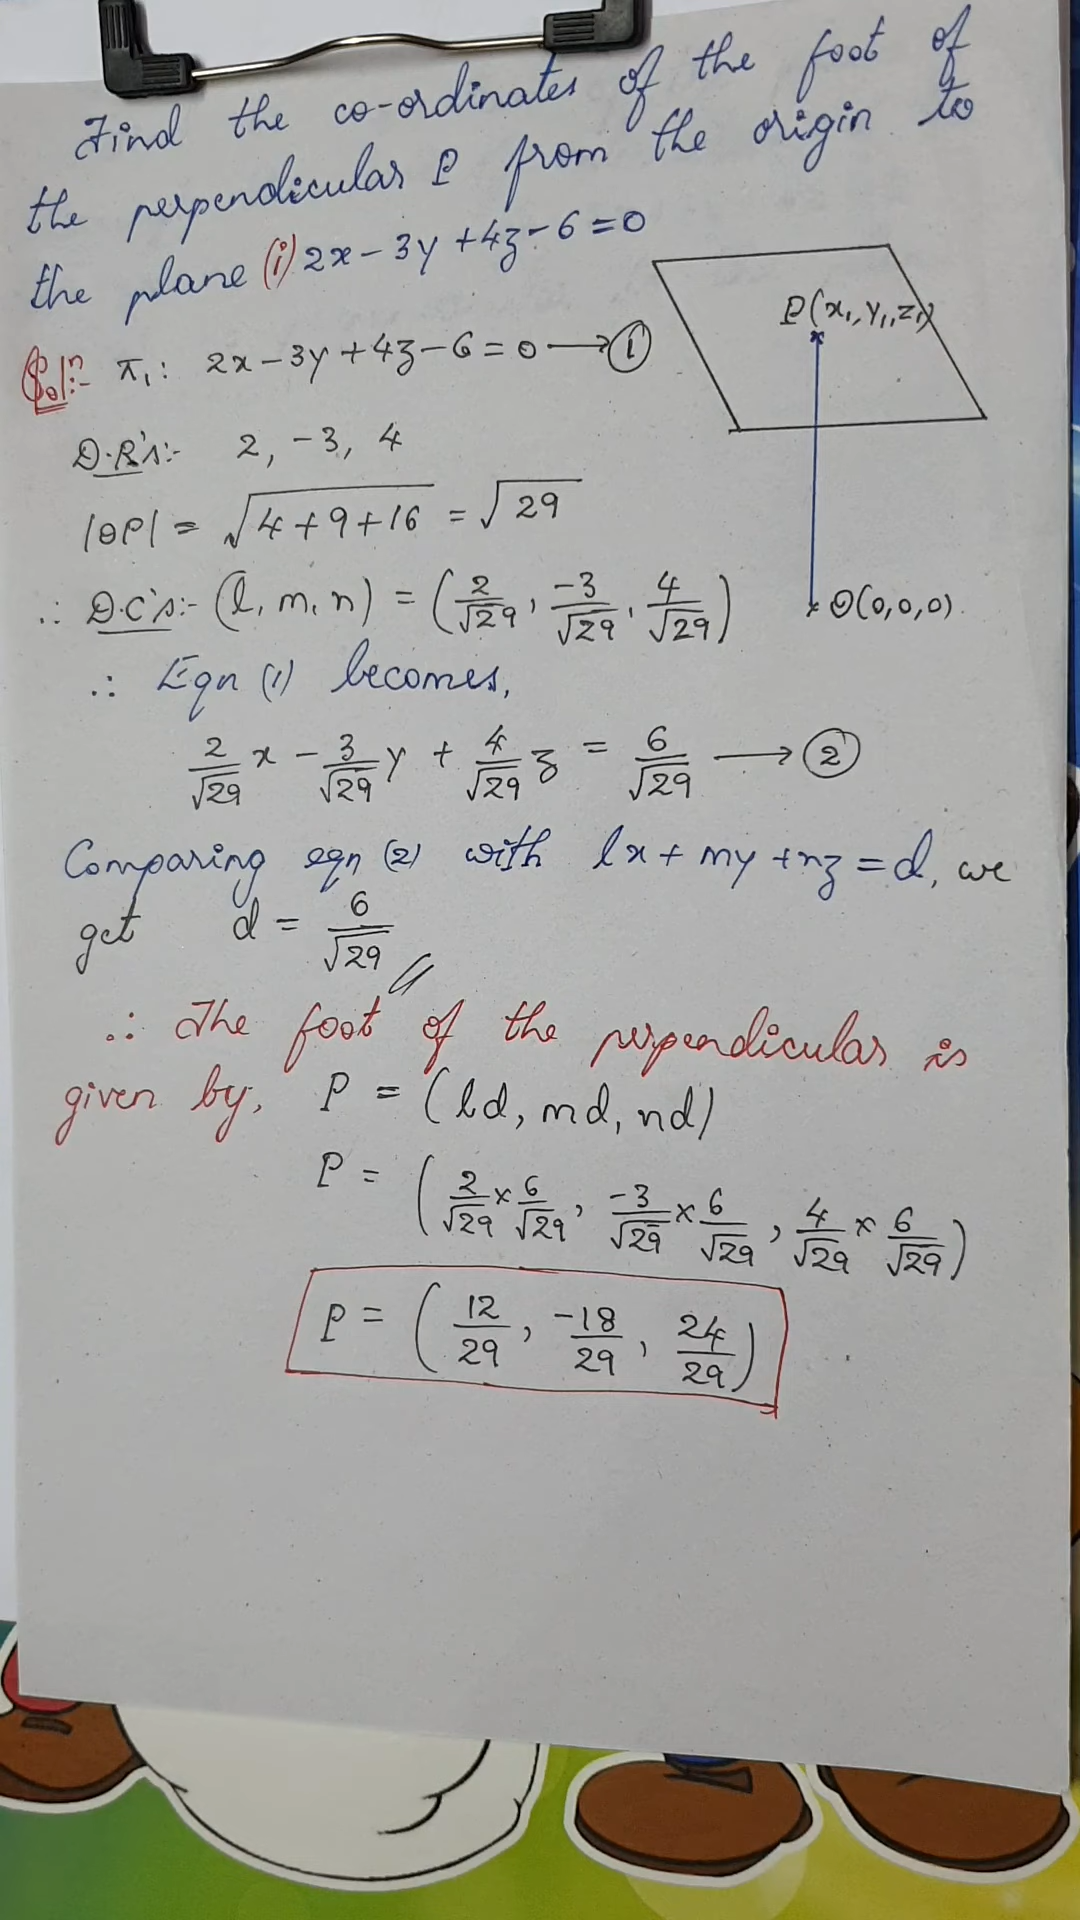 Find the co-ordinates of the foot of
the perpendicular P from the origin to
the plane (i) 2x - 3y + 4z - 6 = 0
P(x₁, y₁, z₁)
Solⁿ:- π₁: 2x - 3y + 4z - 6 = 0 → ①
D.R's:- 2, -3, 4
|OP| = √(4+9+16) = √29
∴ D.C's:- (l, m, n) = (2/√29, -3/√29, 4/√29)
O(0,0,0).
∴ Eqn (1) becomes,
2/√29 x - 3/√29 y + 4/√29 z = 6/√29 → ②
Comparing eqn (2) with lx + my + nz = d, we
get d = 6/√29 //
∴ The foot of the perpendicular is
given by, P = (ld, md, nd)
P = (2/√29 × 6/√29, -3/√29 × 6/√29, 4/√29 × 6/√29)
P = (12/29, -18/29, 24/29)